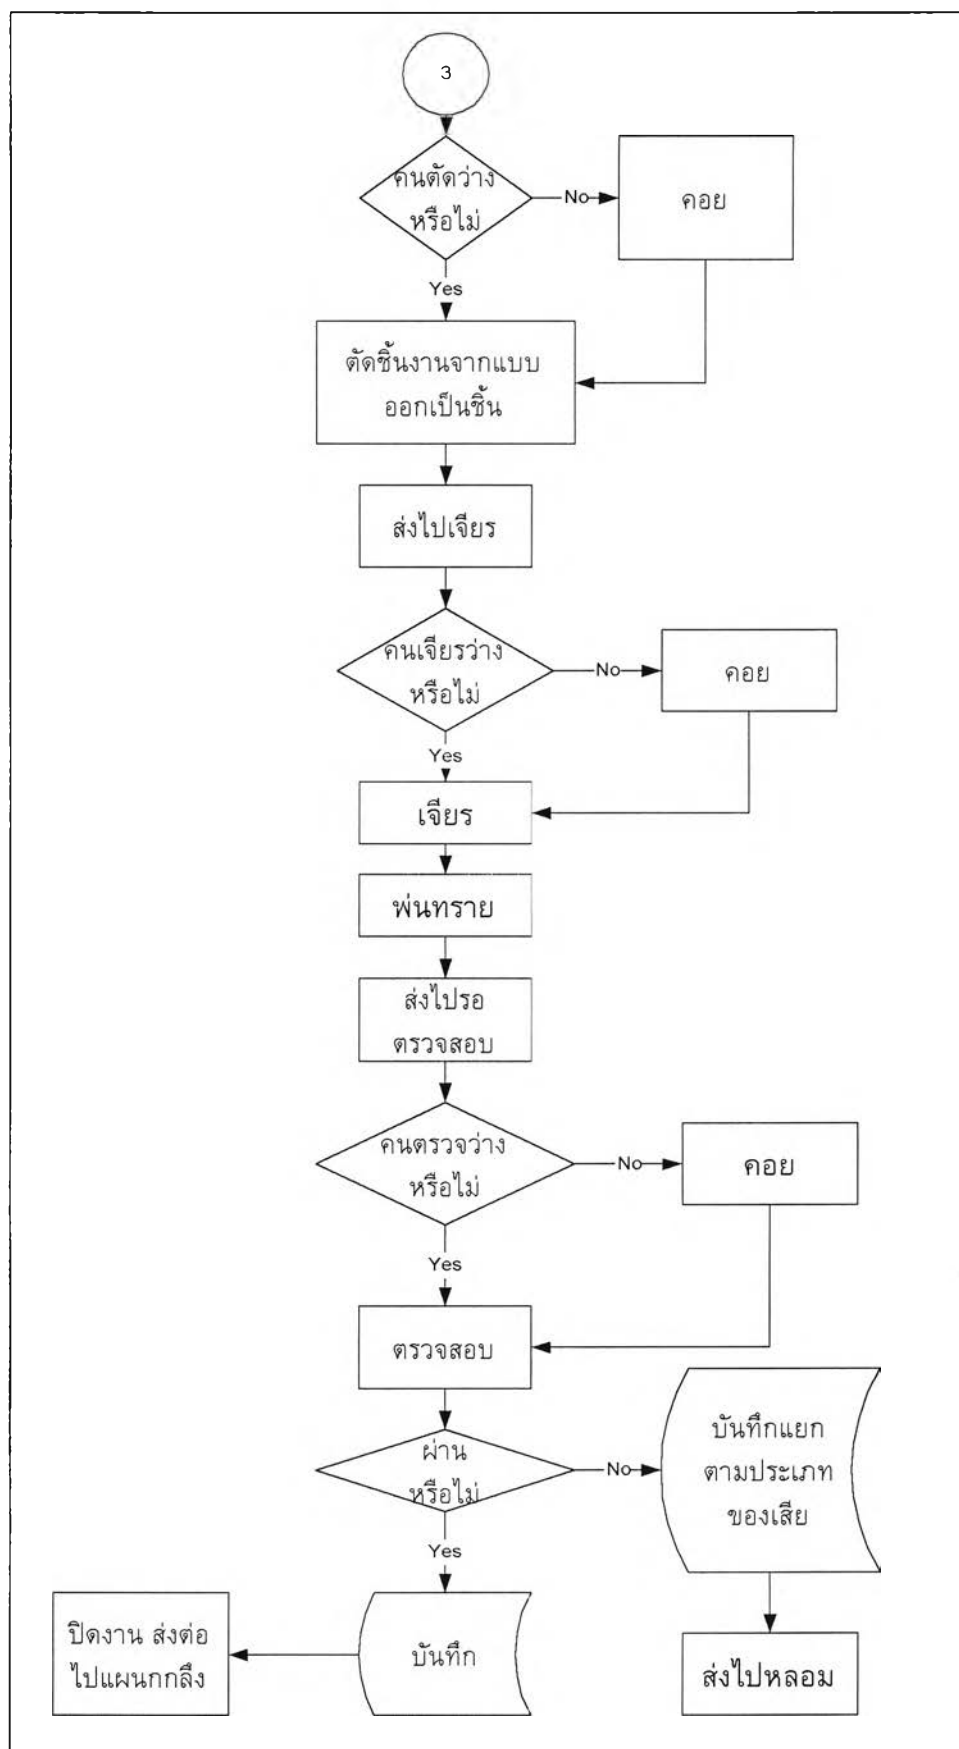 3
คนตัดว่าง
หรือไม่
No
คอย
Yes
ตัดชิ้นงานจากแบบ
ออกเป็นชิ้น
ส่งไปเจียร
คนเจียรว่าง
หรือไม่
No
คอย
Yes
เจียร
พ่นทราย
ส่งไปรอ
ตรวจสอบ
คนตรวจว่าง
หรือไม่
No
คอย
Yes
ตรวจสอบ
ผ่าน
หรือไม่
No
บันทึกแยก
ตามประเภท
ของเสีย
Yes
ปิดงาน ส่งต่อ
ไปแผนกกลึง
บันทึก
ส่งไปหลอม